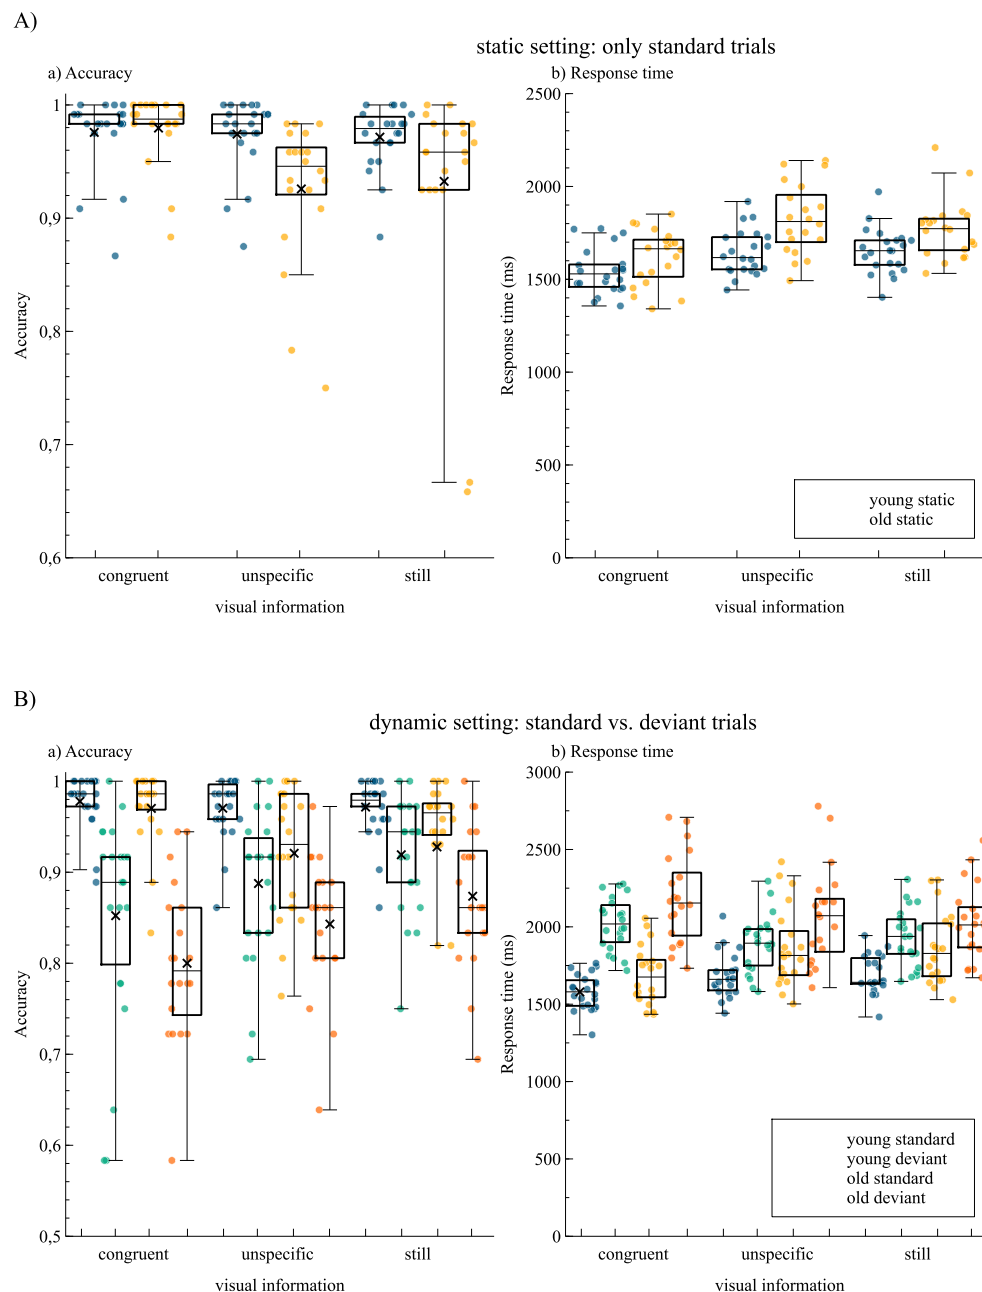 A)
static setting: only standard trials
a) Accuracy
b) Response time
1
0,9
0,8
0,7
0,6
Accuracy
congruent
unspecific
still
visual information
2500
2000
1500
1000
500
0
Response time (ms)
young static
old static
congruent
unspecific
still
visual information
B)
dynamic setting: standard vs. deviant trials
a) Accuracy
b) Response time
1
0,9
0,8
0,7
0,6
0,5
Accuracy
congruent
unspecific
still
visual information
3000
2500
2000
1500
1000
500
0
Response time (ms)
young standard
young deviant
old standard
old deviant
congruent
unspecific
still
visual information